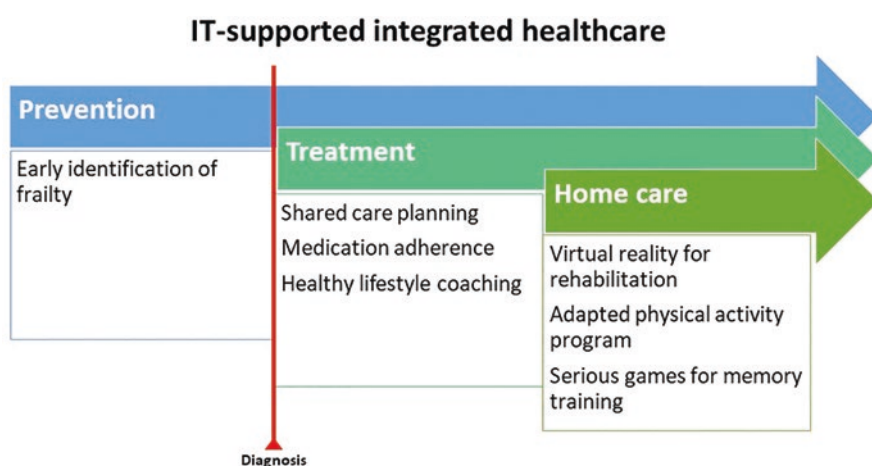 IT-supported integrated healthcare
Prevention
Early identification of
frailty
Treatment
Shared care planning
Medication adherence
Healthy lifestyle coaching
Home care
Virtual reality for
rehabilitation
Adapted physical activity
program
Serious games for memory
training
Diagnosis